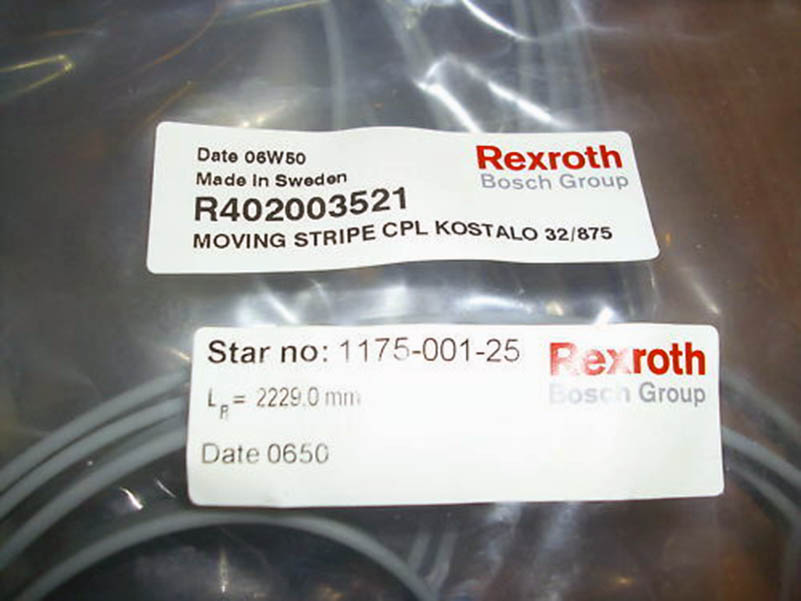 Date 06W50
Made in Sweden
R402003521
MOVING STRIPE CPL KOSTALO 32/875
Rexroth
Bosch Group
Star no: 1175-001-25
LP = 2229.0 mm
Date 0650
Rexroth
Bosch Group